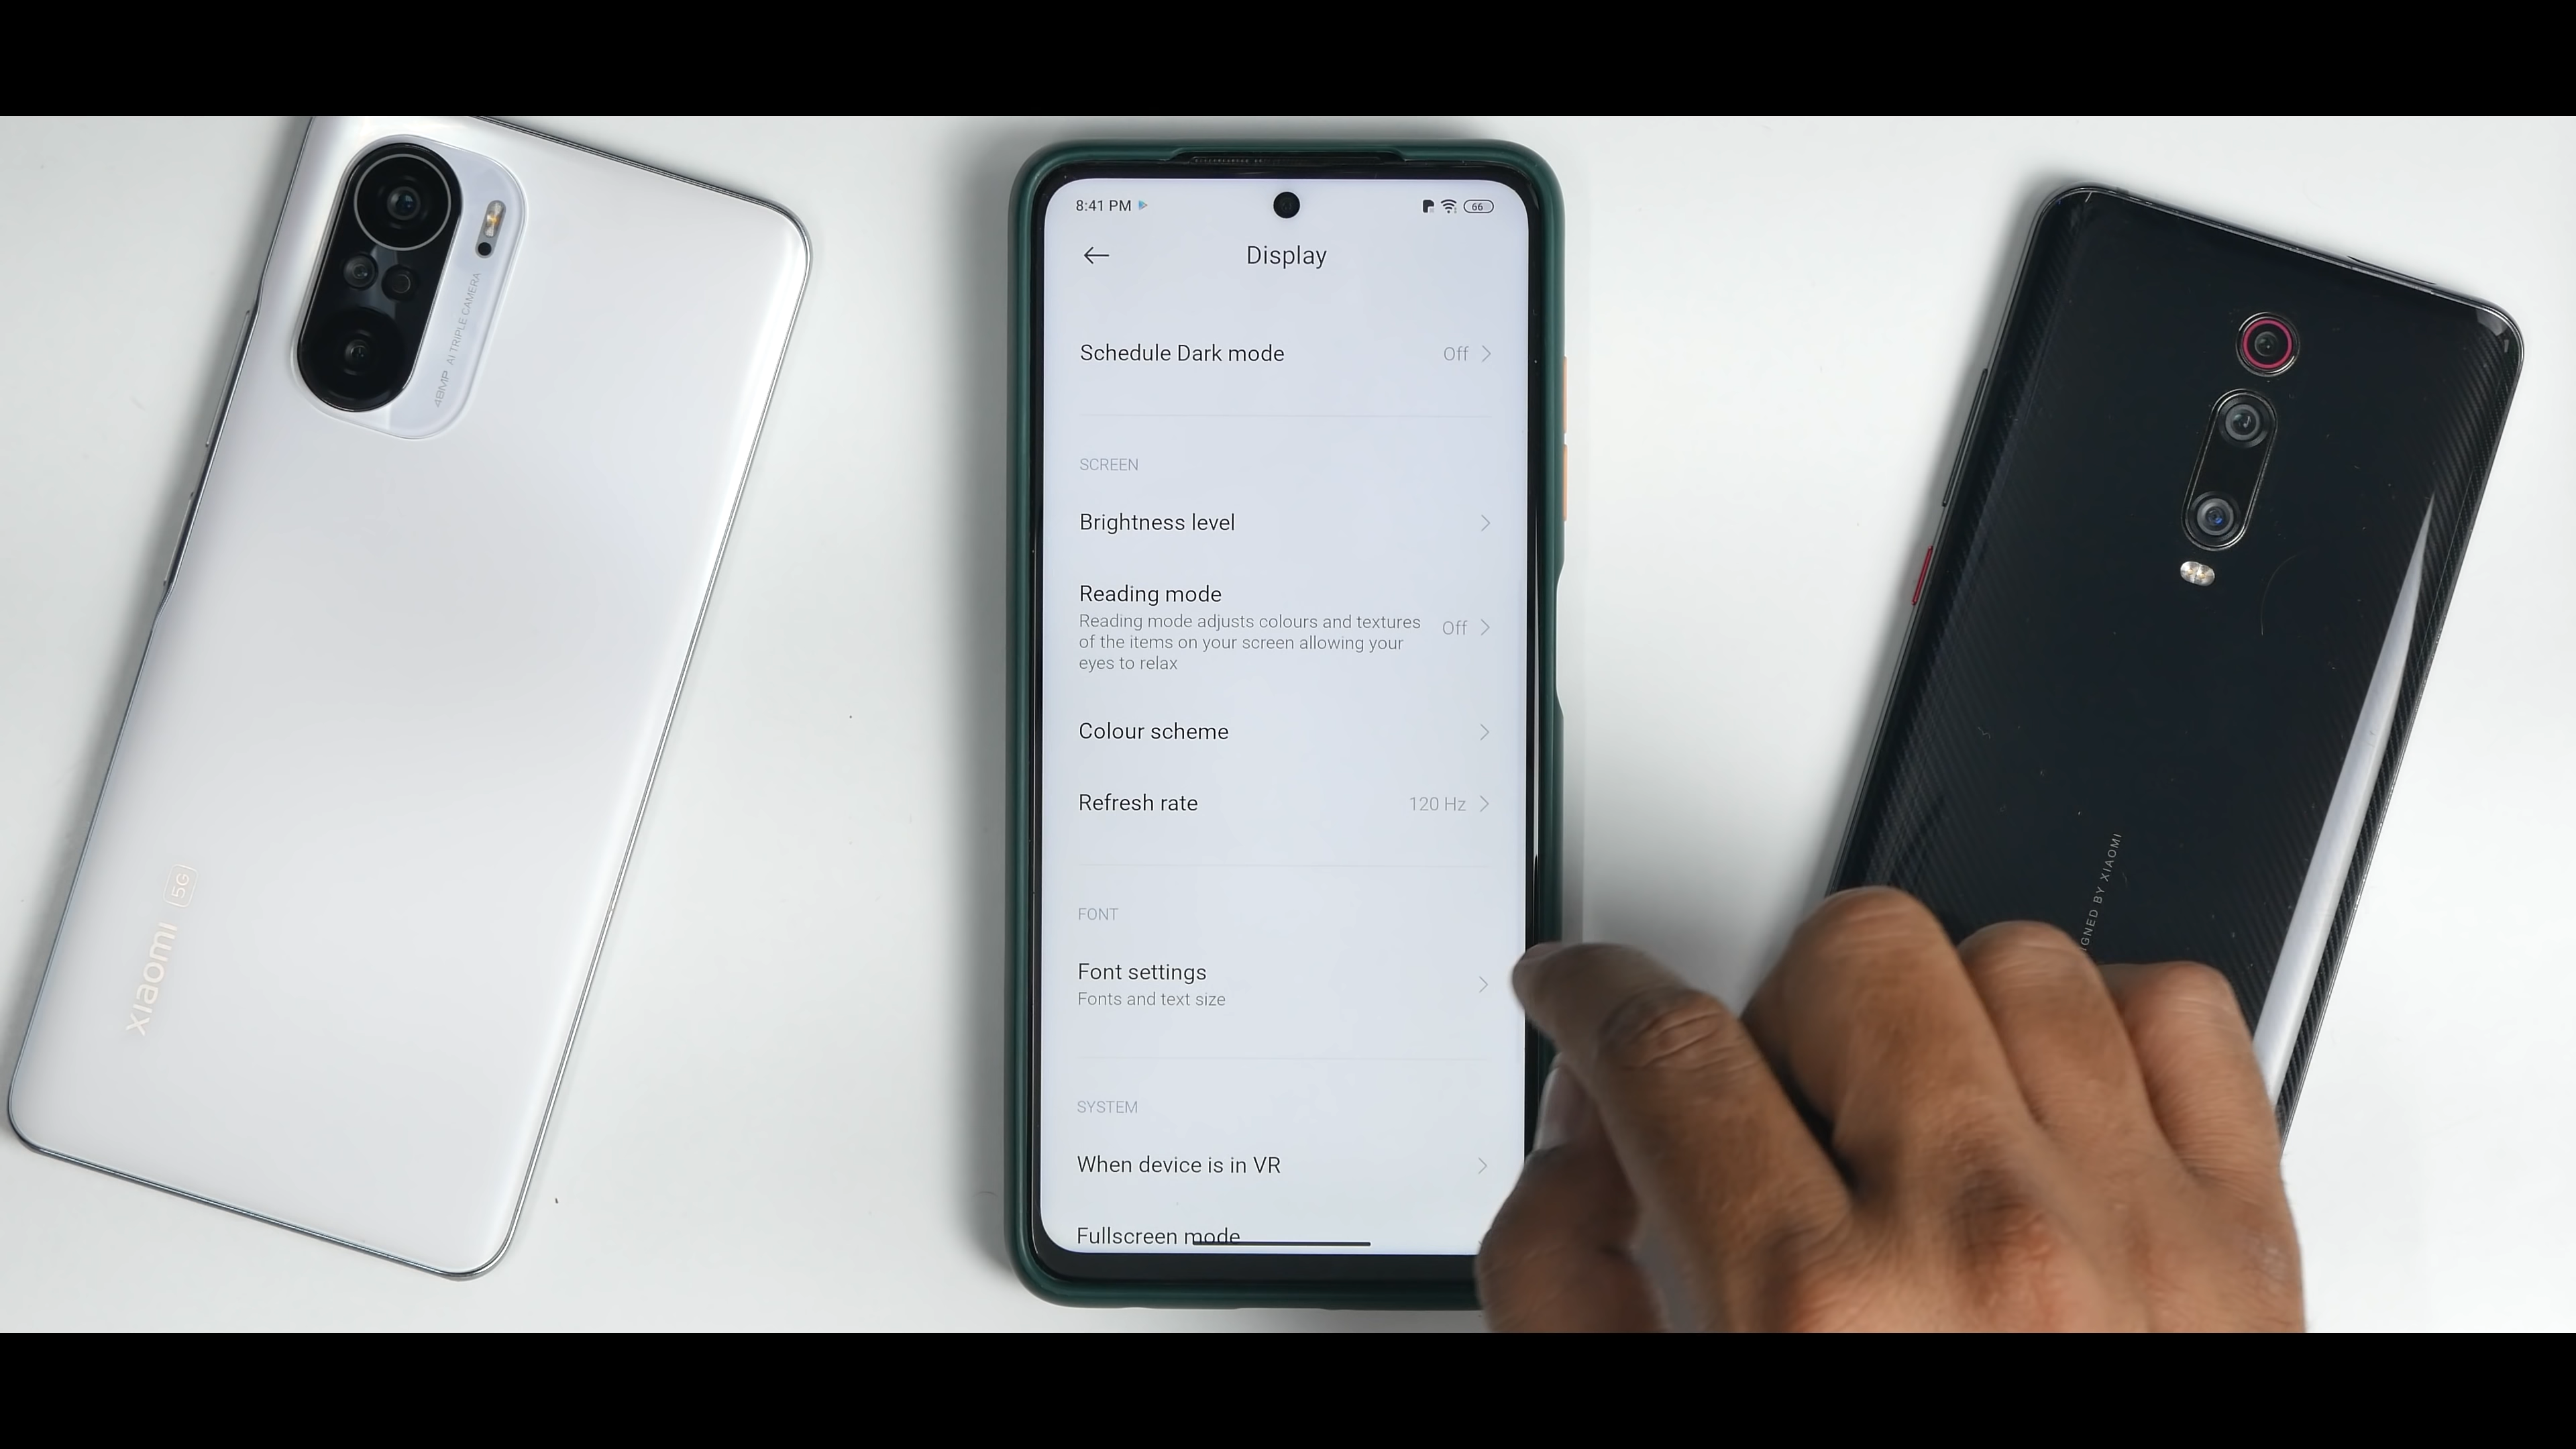 48MP AI TRIPLE CAMERA
xiaomi 5G
8:41 PM
66
Display
Schedule Dark mode
Off
SCREEN
Brightness level
Reading mode
Reading mode adjusts colours and textures
of the items on your screen allowing your
eyes to relax
Off
Colour scheme
Refresh rate
120 Hz
FONT
Font settings
Fonts and text size
SYSTEM
When device is in VR
Fullscreen mode
BY XIAOMI